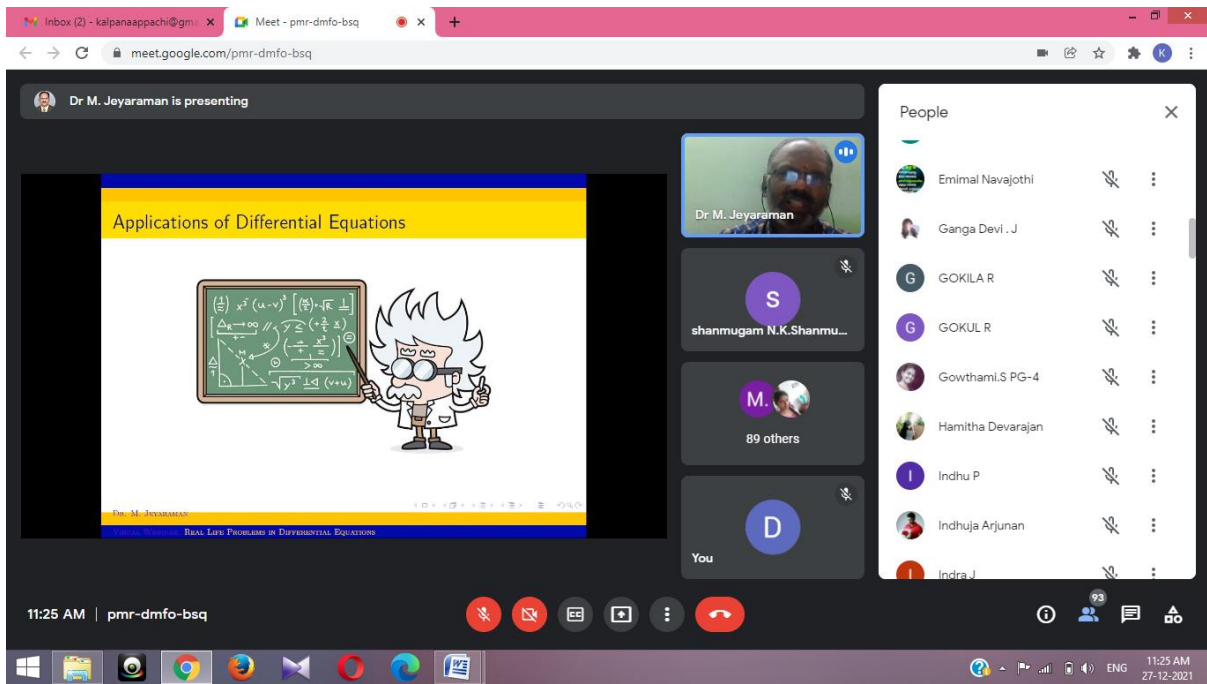 Inbox (2) - kalpanaappachi@gma
Meet - pmr-dmfo-bsq
meet.google.com/pmr-dmfo-bsq
K
Dr M. Jeyaraman is presenting
Applications of Differential Equations
DR. M. JEYARAMAN
REAL LIFE PROBLEMS IN DIFFERENTIAL EQUATIONS
Dr M. Jeyaraman
S
shanmugam N.K.Shanmu...
M.
89 others
D
You
People
Emimal Navajothi
Ganga Devi . J
G
GOKILA R
G
GOKUL R
Gowthami.S PG-4
Hamitha Devarajan
I
Indhu P
Indhuja Arjunan
I
Indra J
11:25 AM | pmr-dmfo-bsq
CC
93
ENG
11:25 AM
27-12-2021